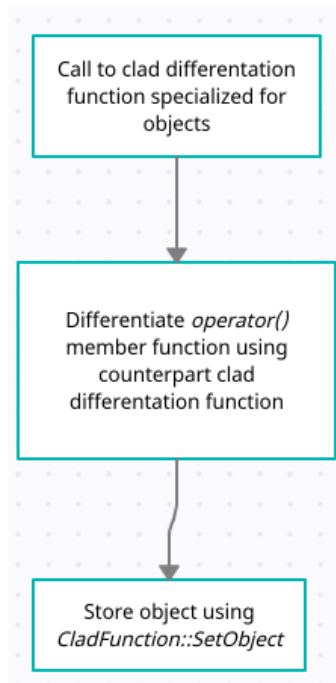 Call to clad differentation
function specialized for
objects
Differentiate operator()
member function using
counterpart clad
differentation function
Store object using
CladFunction::SetObject